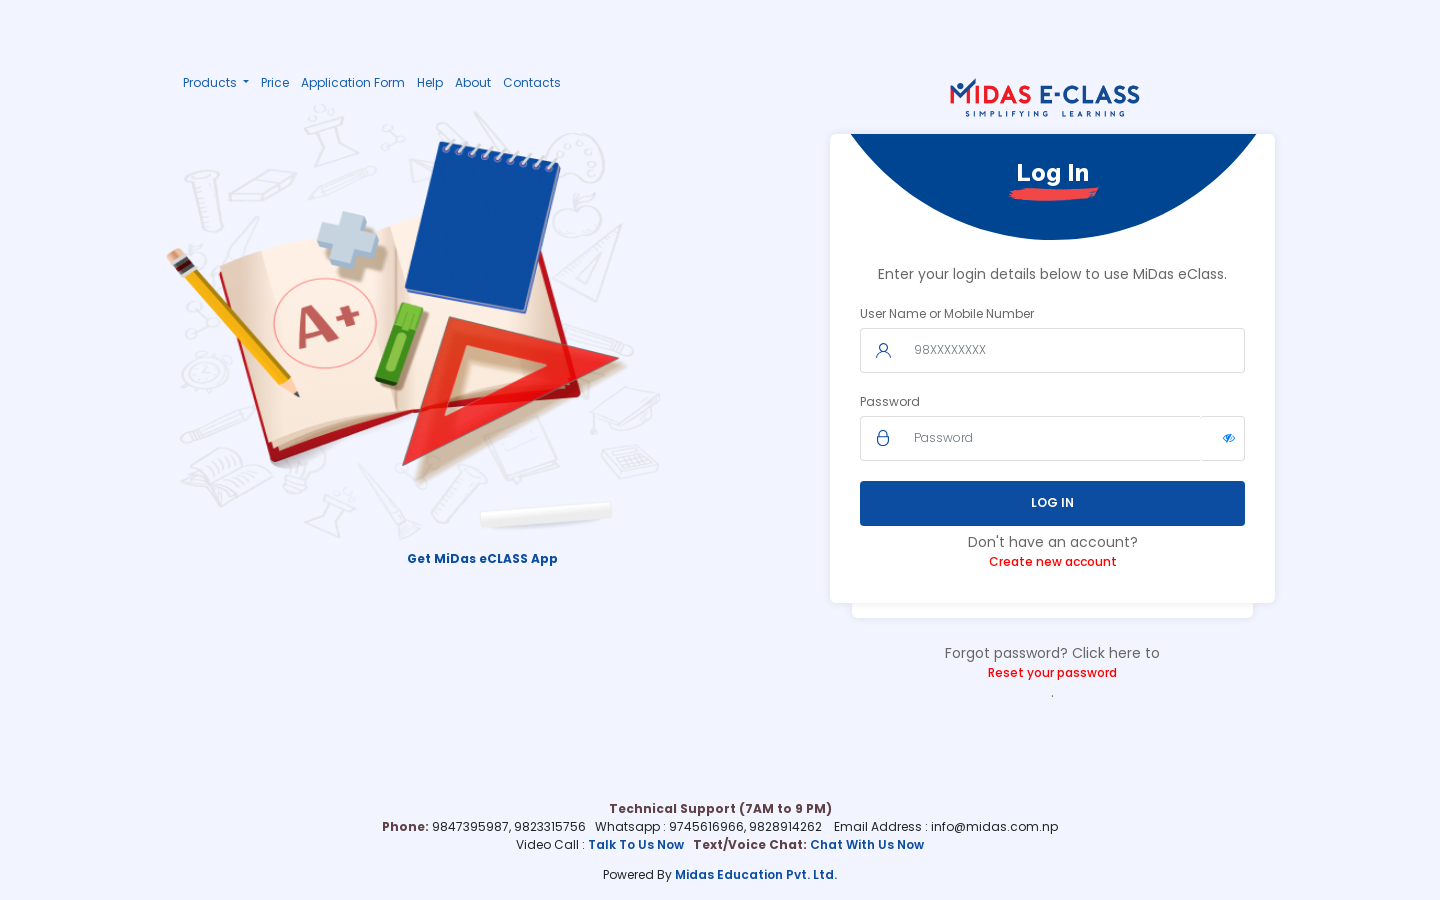 Products Price Application Form Help About Contacts
MIDAS E-CLASS
SIMPLIFYING LEARNING
A+
Get MiDas eCLASS App
Log In
Enter your login details below to use MiDas eClass.
User Name or Mobile Number
98XXXXXXXX
Password
Password
LOG IN
Don't have an account?
Create new account
Forgot password? Click here to
Reset your password
.
Technical Support (7AM to 9 PM)
Phone: 9847395987, 9823315756 Whatsapp : 9745616966, 9828914262 Email Address : info@midas.com.np
Video Call : Talk To Us Now Text/Voice Chat: Chat With Us Now
Powered By Midas Education Pvt. Ltd.